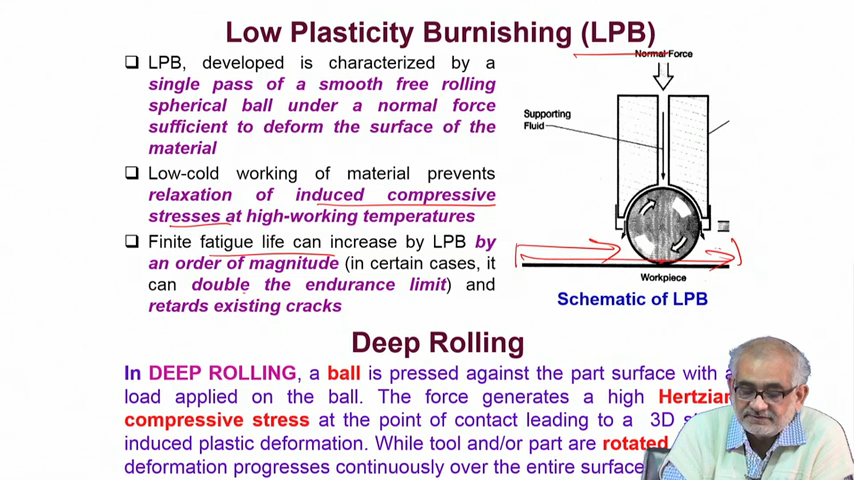 Low Plasticity Burnishing (LPB)
LPB, developed is characterized by a
single pass of a smooth free rolling
spherical ball under a normal force
sufficient to deform the surface of the
material
Low-cold working of material prevents
relaxation of induced compressive
stresses at high-working temperatures
Finite fatigue life can increase by LPB by
an order of magnitude (in certain cases, it
can double the endurance limit) and
retards existing cracks
Normal Force
Supporting
Fluid
Workpiece
Schematic of LPB
Deep Rolling
In DEEP ROLLING, a ball is pressed against the part surface with a
load applied on the ball. The force generates a high Hertzian
compressive stress at the point of contact leading to a 3D
induced plastic deformation. While tool and/or part are rotated
deformation progresses continuously over the entire surface